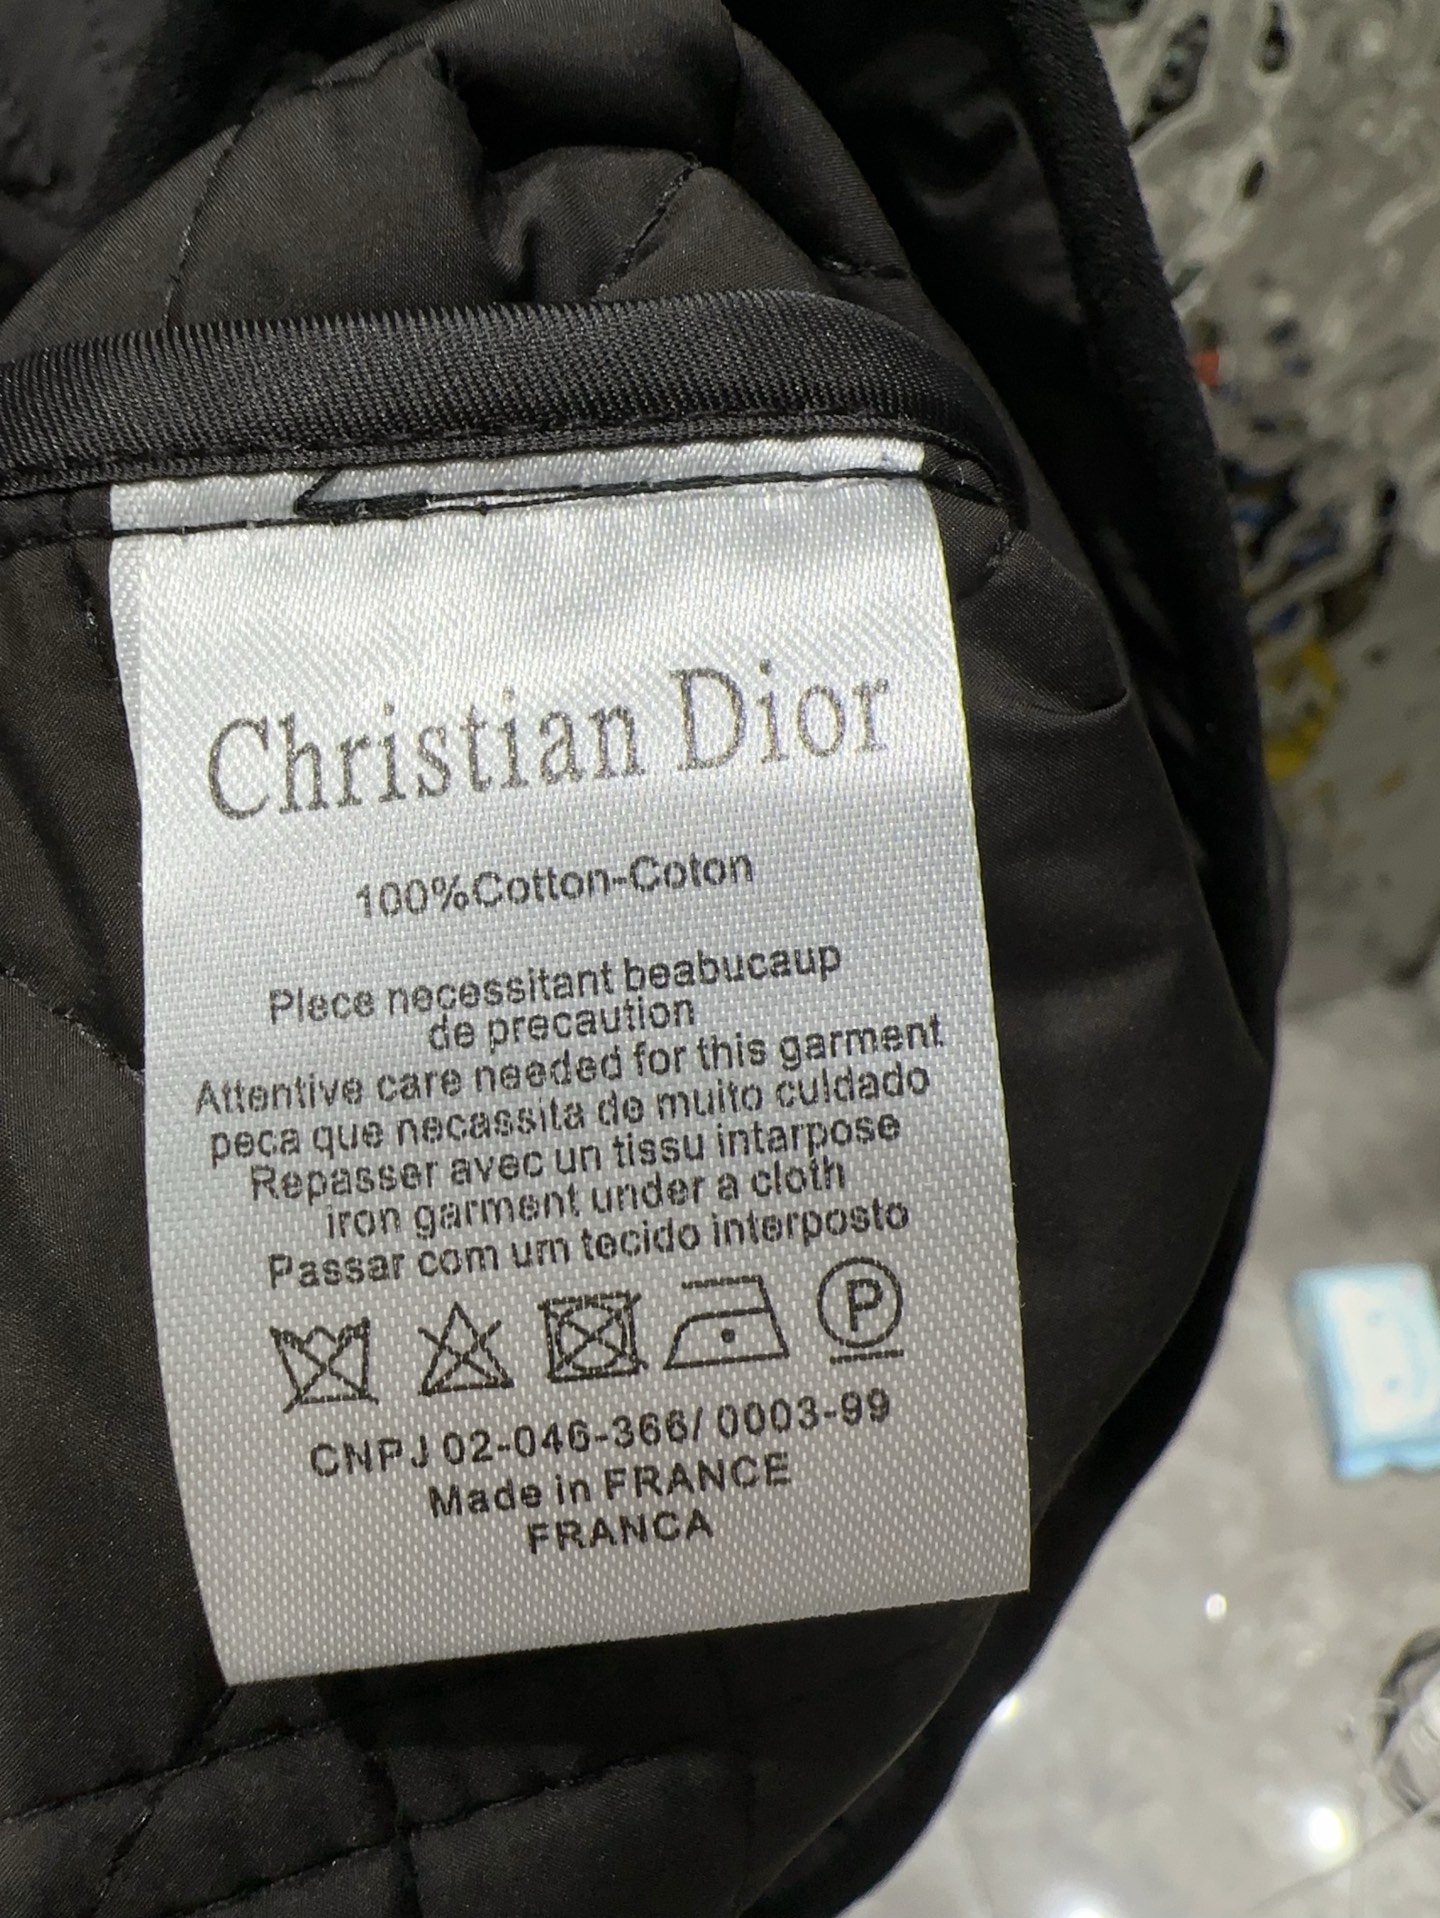 Christian Dior
100%Cotton-Coton
Plece necessitant beabucaup
de precaution
Attentive care needed for this garment
peca que necassita de muito culdado
Repasser avec un tissu intarpose
iron garment under a cloth
Passar com um tecido interposto
P
CNPJ 02-046-366/ 0003-99
Made in FRANCE
FRANCA